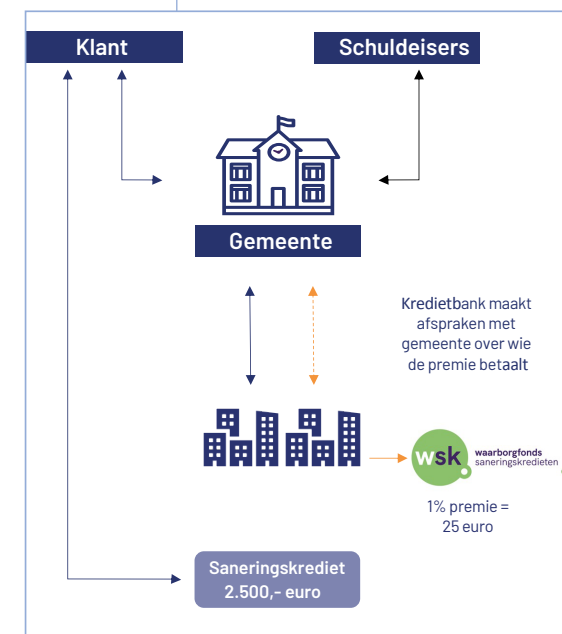 Klant
Schuldeisers
Gemeente
Kredietbank maakt
afspraken met
gemeente over wie
de premie betaalt
wsk
waarborgfonds
saneringskredieten
1% premie =
25 euro
Saneringskrediet
2.500,- euro